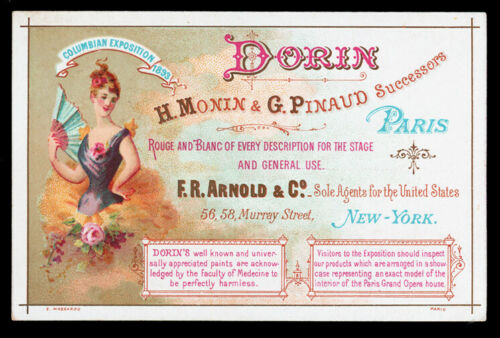 COLUMBIAN EXPOSITION
1893
DORIN
H. MONIN & G. PINAUD Successors
PARIS
ROUGE AND BLANC OF EVERY DESCRIPTION FOR THE STAGE
AND GENERAL USE.
F. R. ARNOLD & Co. Sole Agents for the United States
56, 58, Murray Street, NEW-YORK.
DORIN'S well known and univer-
sally appreciated paints are acknow-
ledged by the faculty of Medecine to
be perfectly harmless.
Visitors to the Exposition should inspect
our products which are arranged in a show
case representing an exact model of the
interior of the Paris Grand Opera house.
PARIS